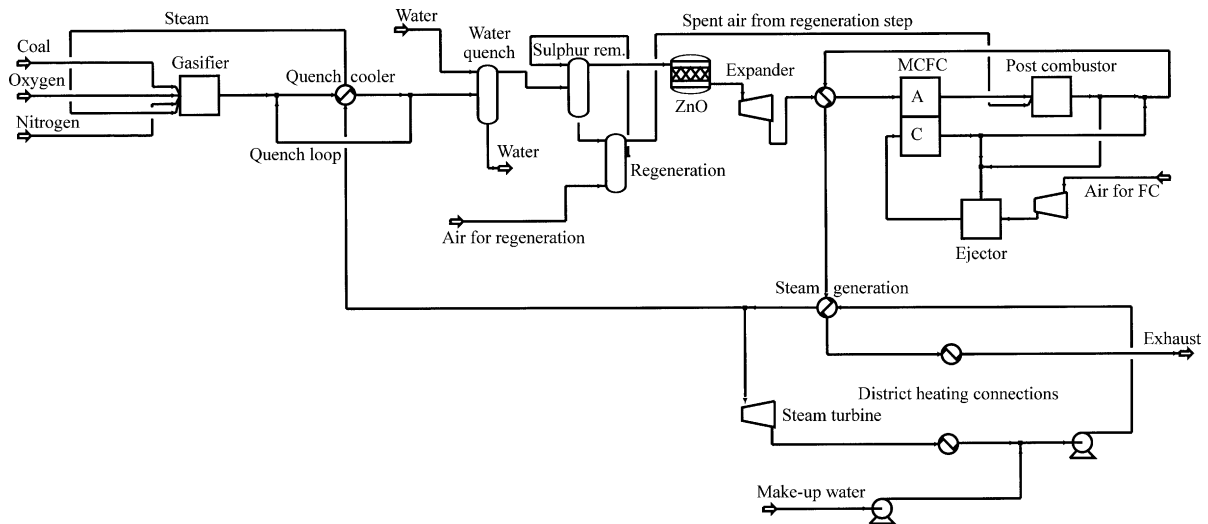 Steam
Water
Spent air from regeneration step
Coal
Gasifier
Water
quench
Sulphur rem.
Expander
MCFC
Post combustor
Oxygen
Quench cooler
ZnO
A
Nitrogen
C
Quench loop
Water
Regeneration
Air for FC
Air for regeneration
Ejector
Steam generation
Exhaust
District heating connections
Steam turbine
Make-up water